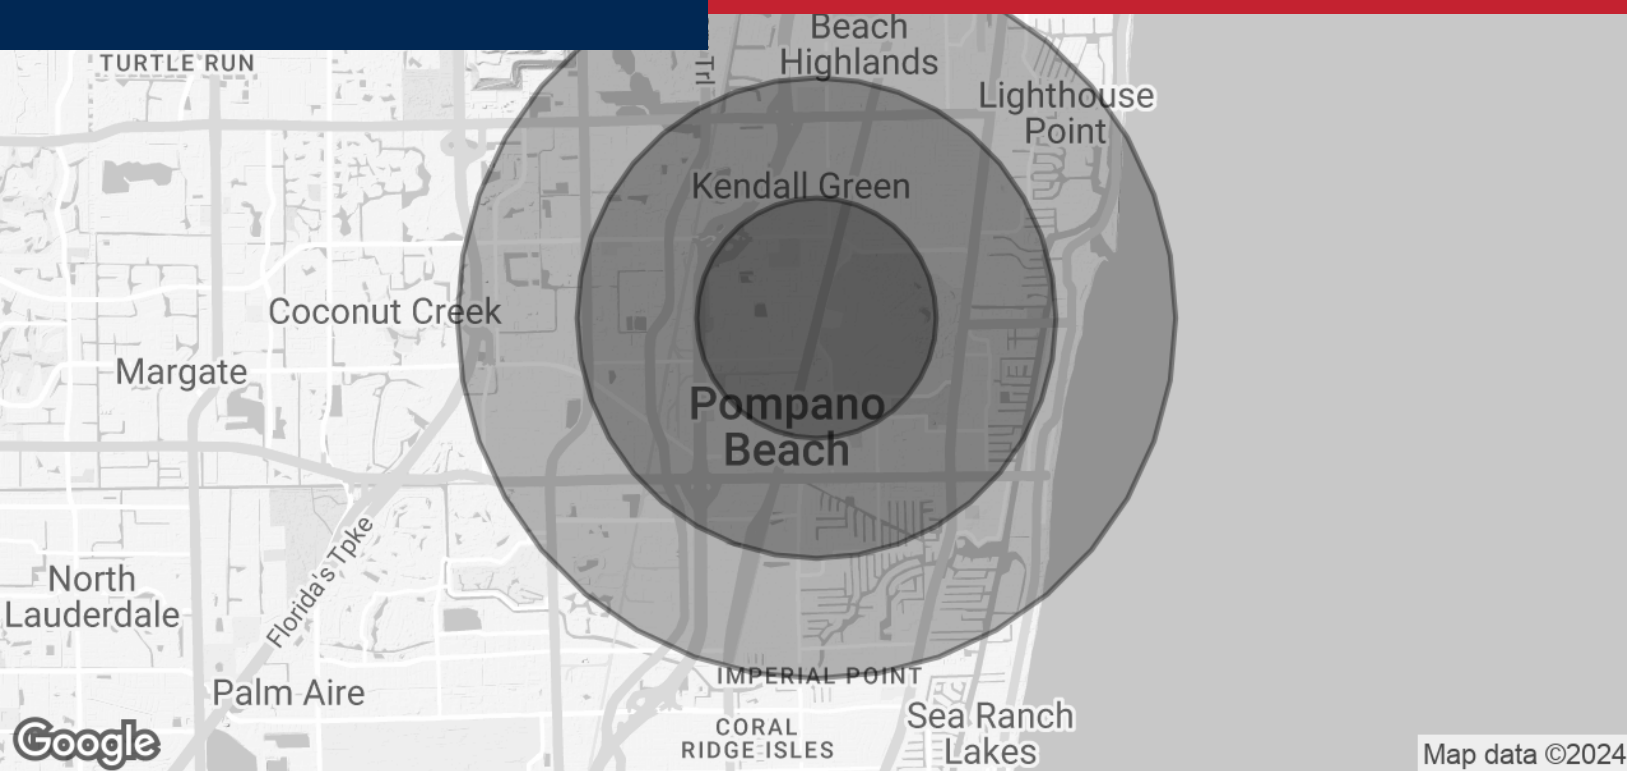 Beach
Highlands
TURTLE RUN
Trl
Lighthouse
Point
Kendall Green
Coconut Creek
Margate
Pompano
Beach
Florida's Tpke
North
Lauderdale
IMPERIAL POINT
Palm Aire
CORAL
RIDGE ISLES
Sea Ranch
Lakes
Google
Map data ©2024